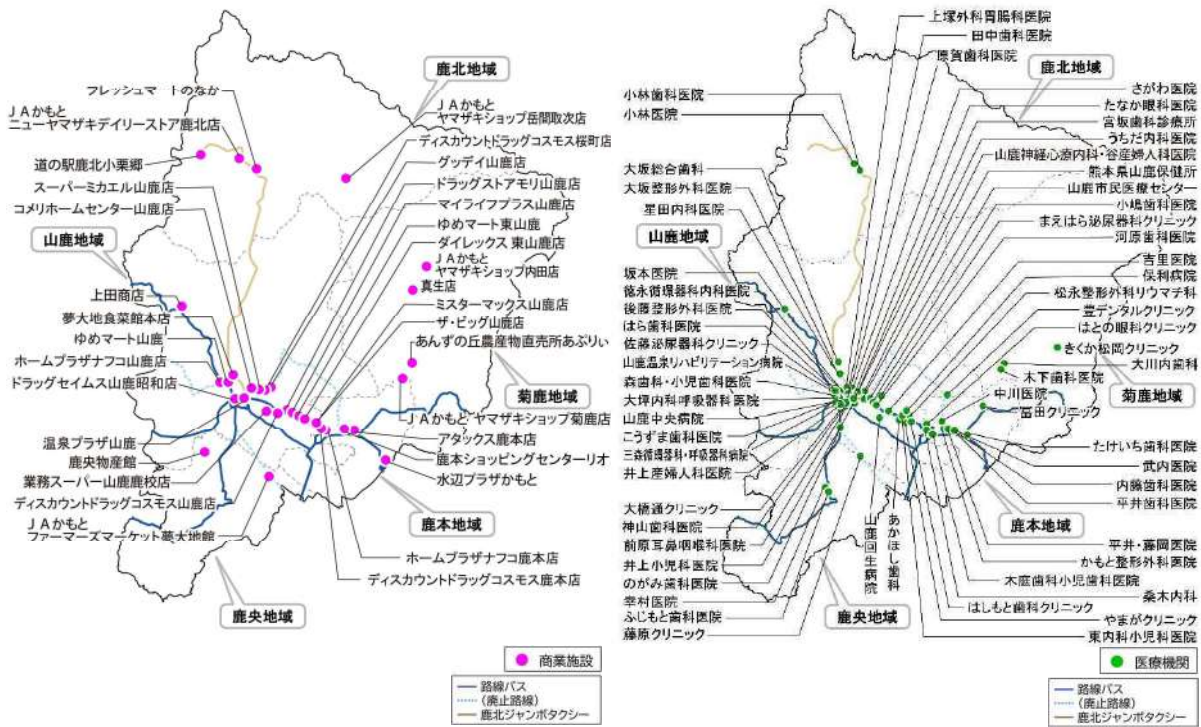 鹿北地域
フレッシュマートのなか
JAかもと
ヤマザキショップ岳間取次店
JAかもと
ニューヤマザキデイリーストア鹿北店
ディスカウントドラッグコスモス桜町店
道の駅鹿北小栗郷
グッデイ山鹿店
スーパーミカエル山鹿店
ドラッグストアモリ山鹿店
コメリホームセンター山鹿店
マイライフプラス山鹿店
ゆめマート東山鹿
山鹿地域
ダイレックス東山鹿店
JAかもと
ヤマザキショップ内田店
真生店
上田商店
ミスターマックス山鹿店
夢大地食菜館本店
ザ・ビッグ山鹿店
ゆめマート山鹿
あんずの丘農産物直売所あぷりぃ
ホームプラザナフコ山鹿店
菊鹿地域
ドラッグセイムス山鹿昭和店
JAかもとヤマザキショップ菊鹿店
温泉プラザ山鹿
アタックス鹿本店
鹿央物産館
鹿本ショッピングセンターリオ
業務スーパー山鹿鹿校店
水辺プラザかもと
ディスカウントドラッグコスモス山鹿店
JAかもと
ファーマーズマーケット夢大地館
鹿本地域
ホームプラザナフコ鹿本店
ディスカウントドラッグコスモス鹿本店
鹿央地域
商業施設
路線バス
(廃止路線)
鹿北ジャンボタクシー
上塚外科胃腸科医院
田中歯科医院
原賀歯科医院
鹿北地域
小林歯科医院
小林医院
さがわ医院
たなか眼科医院
宮坂歯科診療所
うちだ内科医院
山鹿神経心療内科・谷産婦人科医院
大坂総合歯科
熊本県山鹿保健所
大坂整形外科医院
山鹿市民医療センター
星田内科医院
小嶋歯科医院
まえはら泌尿器科クリニック
山鹿地域
河原歯科医院
吉里医院
坂本医院
保利病院
徳永循環器科内科医院
松永整形外科リウマチ科
後藤整形外科医院
豊デンタルクリニック
はら歯科医院
はとの眼科クリニック
佐藤泌尿器科クリニック
きくか松岡クリニック
山鹿温泉リハビリテーション病院
大川内歯科
森歯科・小児歯科医院
木下歯科医院
菊鹿地域
大坪内科呼吸器科医院
中川医院
山鹿中央病院
冨田クリニック
こうずま歯科医院
たけいち歯科医院
三森循環器科・呼吸器科病院
武内医院
井上産婦人科医院
内藤歯科医院
平井歯科医院
大橋通クリニック
鹿本地域
神山歯科医院
前原耳鼻咽喉科医院
山鹿回生病院
あかほし歯科
平井・藤岡医院
井上小児科医院
かもと整形外科医院
のがみ歯科医院
木庭歯科小児歯科医院
幸村医院
鹿央地域
桑木内科
はしもと歯科クリニック
ふじもと歯科医院
やまがクリニック
藤原クリニック
東内科小児科医院
医療機関
路線バス
(廃止路線)
鹿北ジャンボタクシー